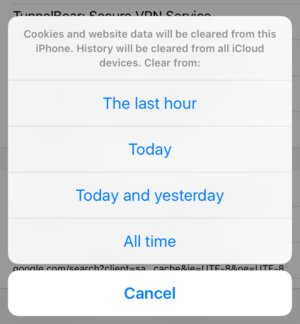 TunnelBear: Secure VPN Service
Cookies and website data will be cleared from this
iPhone. History will be cleared from all iCloud
devices. Clear from:
The last hour
Today
Today and yesterday
All time
google.com/search?client=sa…cache&ie=UTF-8&oe=UTF-8
Cancel